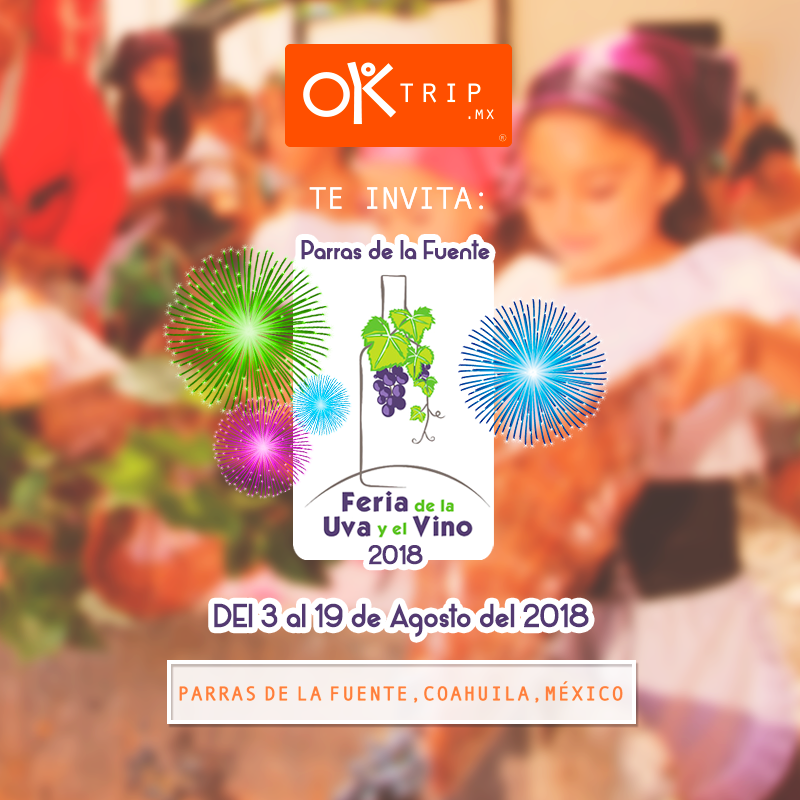 OK TRIP
.MX
®
TE INVITA:
Parras de la Fuente
Feria de la
Uva y el Vino
2018
DEl 3 al 19 de Agosto del 2018
PARRAS DE LA FUENTE, COAHUILA, MÉXICO